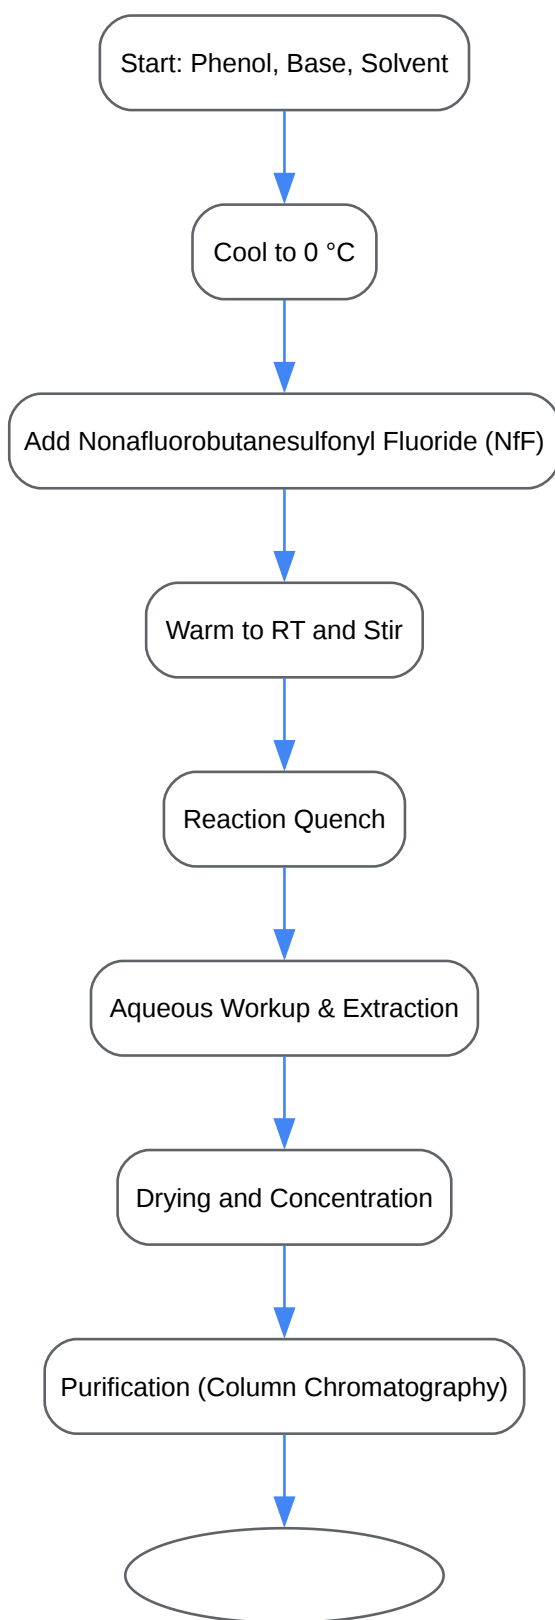 Start: Phenol, Base, Solvent
Cool to 0 °C
Add Nonafluorobutanesulfonyl Fluoride (NfF)
Warm to RT and Stir
Reaction Quench
Aqueous Workup & Extraction
Drying and Concentration
Purification (Column Chromatography)